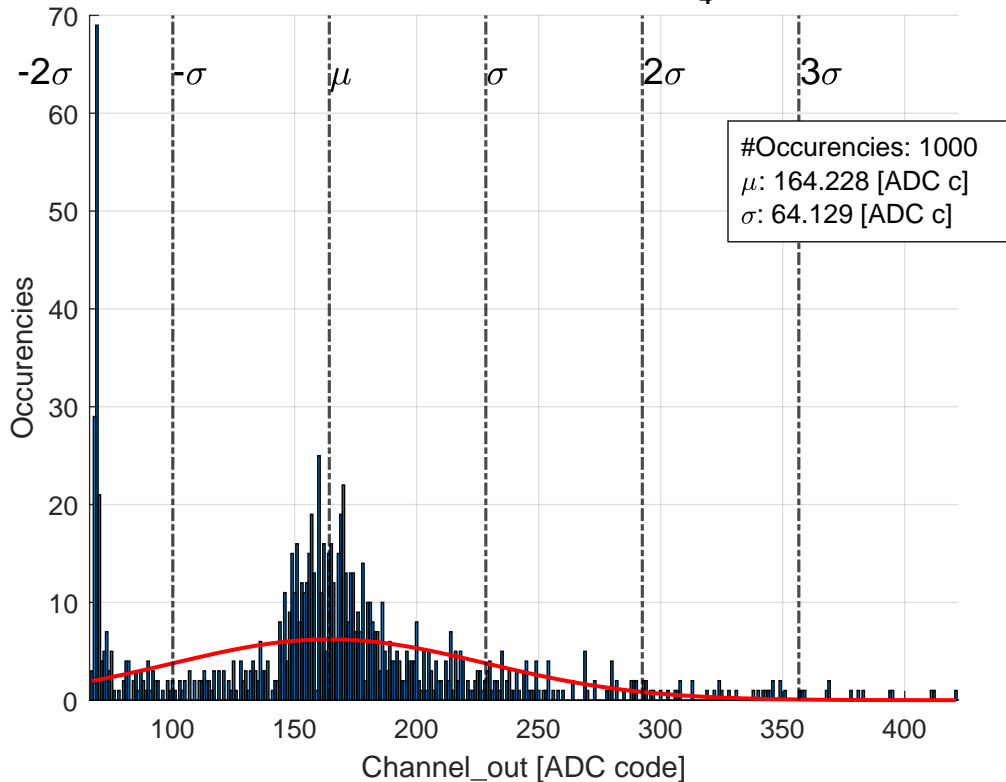 4
70
-2σ
-σ
μ
σ
2σ
3σ
60
#Occurencies: 1000
μ: 164.228 [ADC c]
σ: 64.129 [ADC c]
50
40
30
20
10
0
Occurencies
100
150
200
250
300
350
400
Channel_out [ADC code]